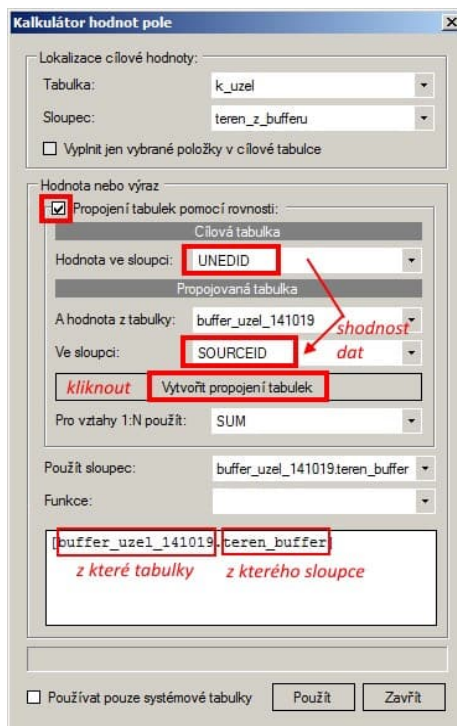 Kalkulátor hodnot pole
Lokalizace cílové hodnoty:
Tabulka: k_uzel
Sloupec: teren_z_bufferu
Vyplnit jen vybrané položky v cílové tabulce
Hodnota nebo výraz
Propojení tabulek pomocí rovnosti:
Cílová tabulka
Hodnota ve sloupci: UNEDID
Propojovaná tabulka
A hodnota z tabulky: buffer_uzel_141019
shodnost
Ve sloupci: SOURCEID
dat
kliknout Vytvořit propojení tabulek
Pro vztahy 1:N použít: SUM
Použít sloupec: buffer_uzel_141019.teren_buffer
Funkce:
[buffer_uzel_141019.teren_buffer]
z které tabulky z kterého sloupce
Používat pouze systémové tabulky Použít Zavřít